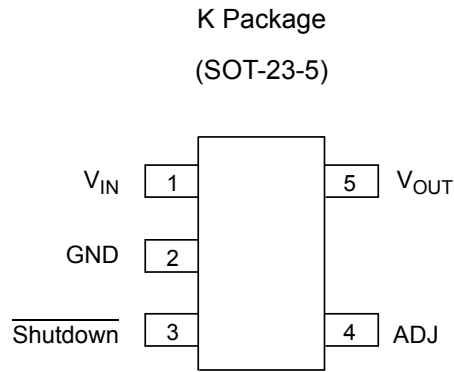 K Package
(SOT-23-5)
V_IN 1 5 V_OUT
GND 2
Shutdown 3 4 ADJ